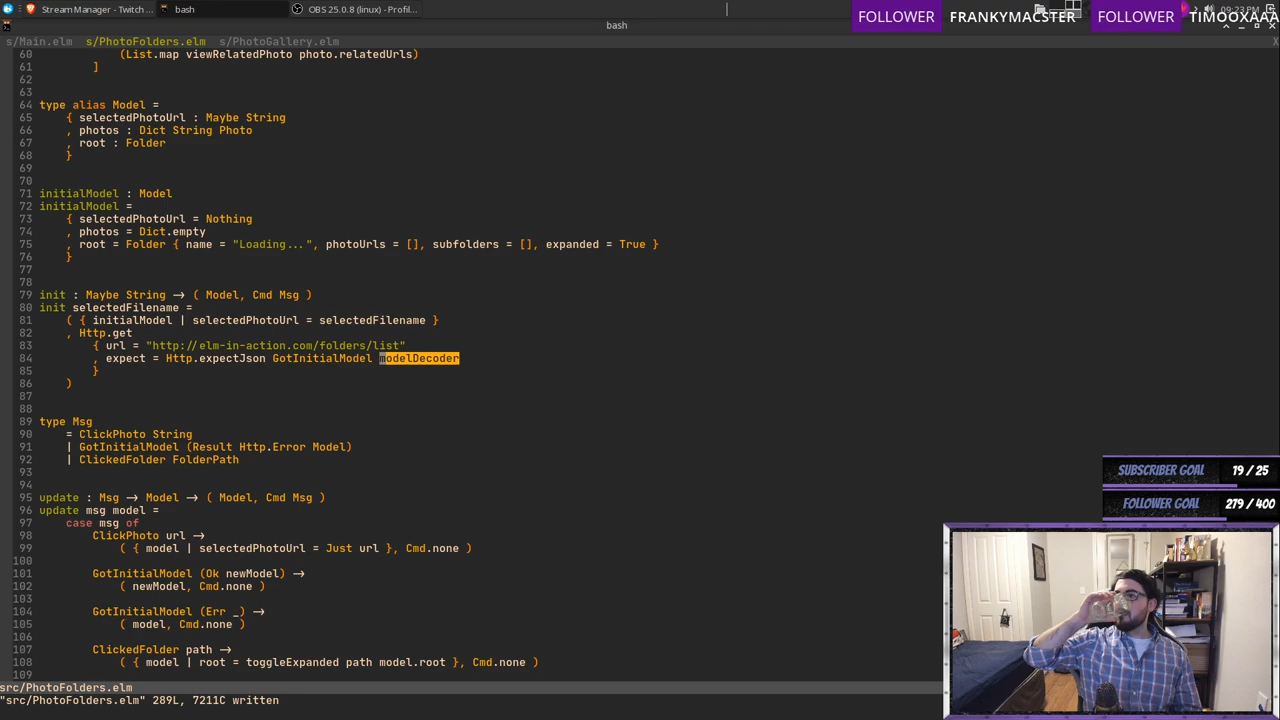 Stream Manager - Twitch ...
bash
OBS 25.0.8 (linux) - Profil...
09:23 PM
bash
FOLLOWER FRANKYMACSTER FOLLOWER TIMOOXAAA
s/Main.elm s/PhotoFolders.elm s/PhotoGallery.elm X
60 (List.map viewRelatedPhoto photo.relatedUrls)
61 ]
62
63
64 type alias Model =
65 { selectedPhotoUrl : Maybe String
66 , photos : Dict String Photo
67 , root : Folder
68 }
69
70
71 initialModel : Model
72 initialModel =
73 { selectedPhotoUrl = Nothing
74 , photos = Dict.empty
75 , root = Folder { name = "Loading...", photoUrls = [], subfolders = [], expanded = True }
76 }
77
78
79 init : Maybe String → ( Model, Cmd Msg )
80 init selectedFilename =
81 ( { initialModel | selectedPhotoUrl = selectedFilename }
82 , Http.get
83 { url = "http://elm-in-action.com/folders/list"
84 , expect = Http.expectJson GotInitialModel modelDecoder
85 }
86 )
87
88
89 type Msg
90 = ClickPhoto String
91 | GotInitialModel (Result Http.Error Model)
92 | ClickedFolder FolderPath
93
94
95 update : Msg → Model → ( Model, Cmd Msg )
96 update msg model =
97 case msg of
98 ClickPhoto url →
99 ( { model | selectedPhotoUrl = Just url }, Cmd.none )
100
101 GotInitialModel (Ok newModel) →
102 ( newModel, Cmd.none )
103
104 GotInitialModel (Err _) →
105 ( model, Cmd.none )
106
107 ClickedFolder path →
108 ( { model | root = toggleExpanded path model.root }, Cmd.none )
109
src/PhotoFolders.elm
"src/PhotoFolders.elm" 289L, 7211C written
SUBSCRIBER GOAL 19 / 25
FOLLOWER GOAL 279 / 400